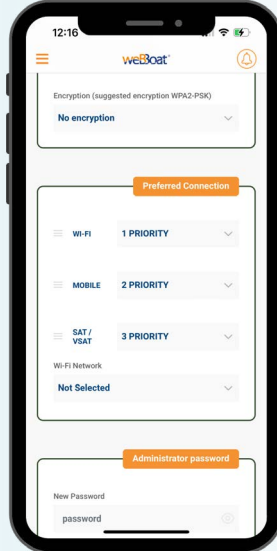 12:16
weBBoat
Encryption (suggested encryption WPA2-PSK)
No encryption
Preferred Connection
WI-FI 1 PRIORITY
MOBILE 2 PRIORITY
SAT / VSAT 3 PRIORITY
Wi-Fi Network
Not Selected
Administrator password
New Password
password